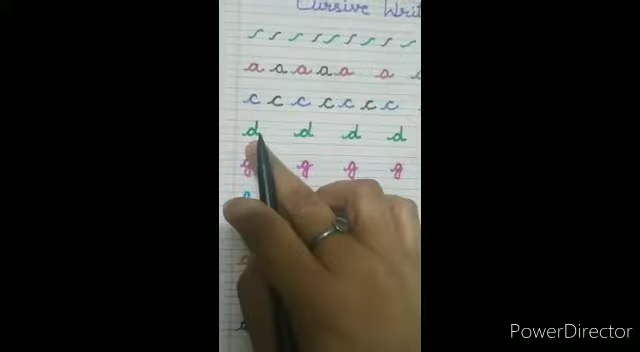 Cursive Writ
a a a a a a
c c c c c c c
d d d d
g g g g
PowerDirector